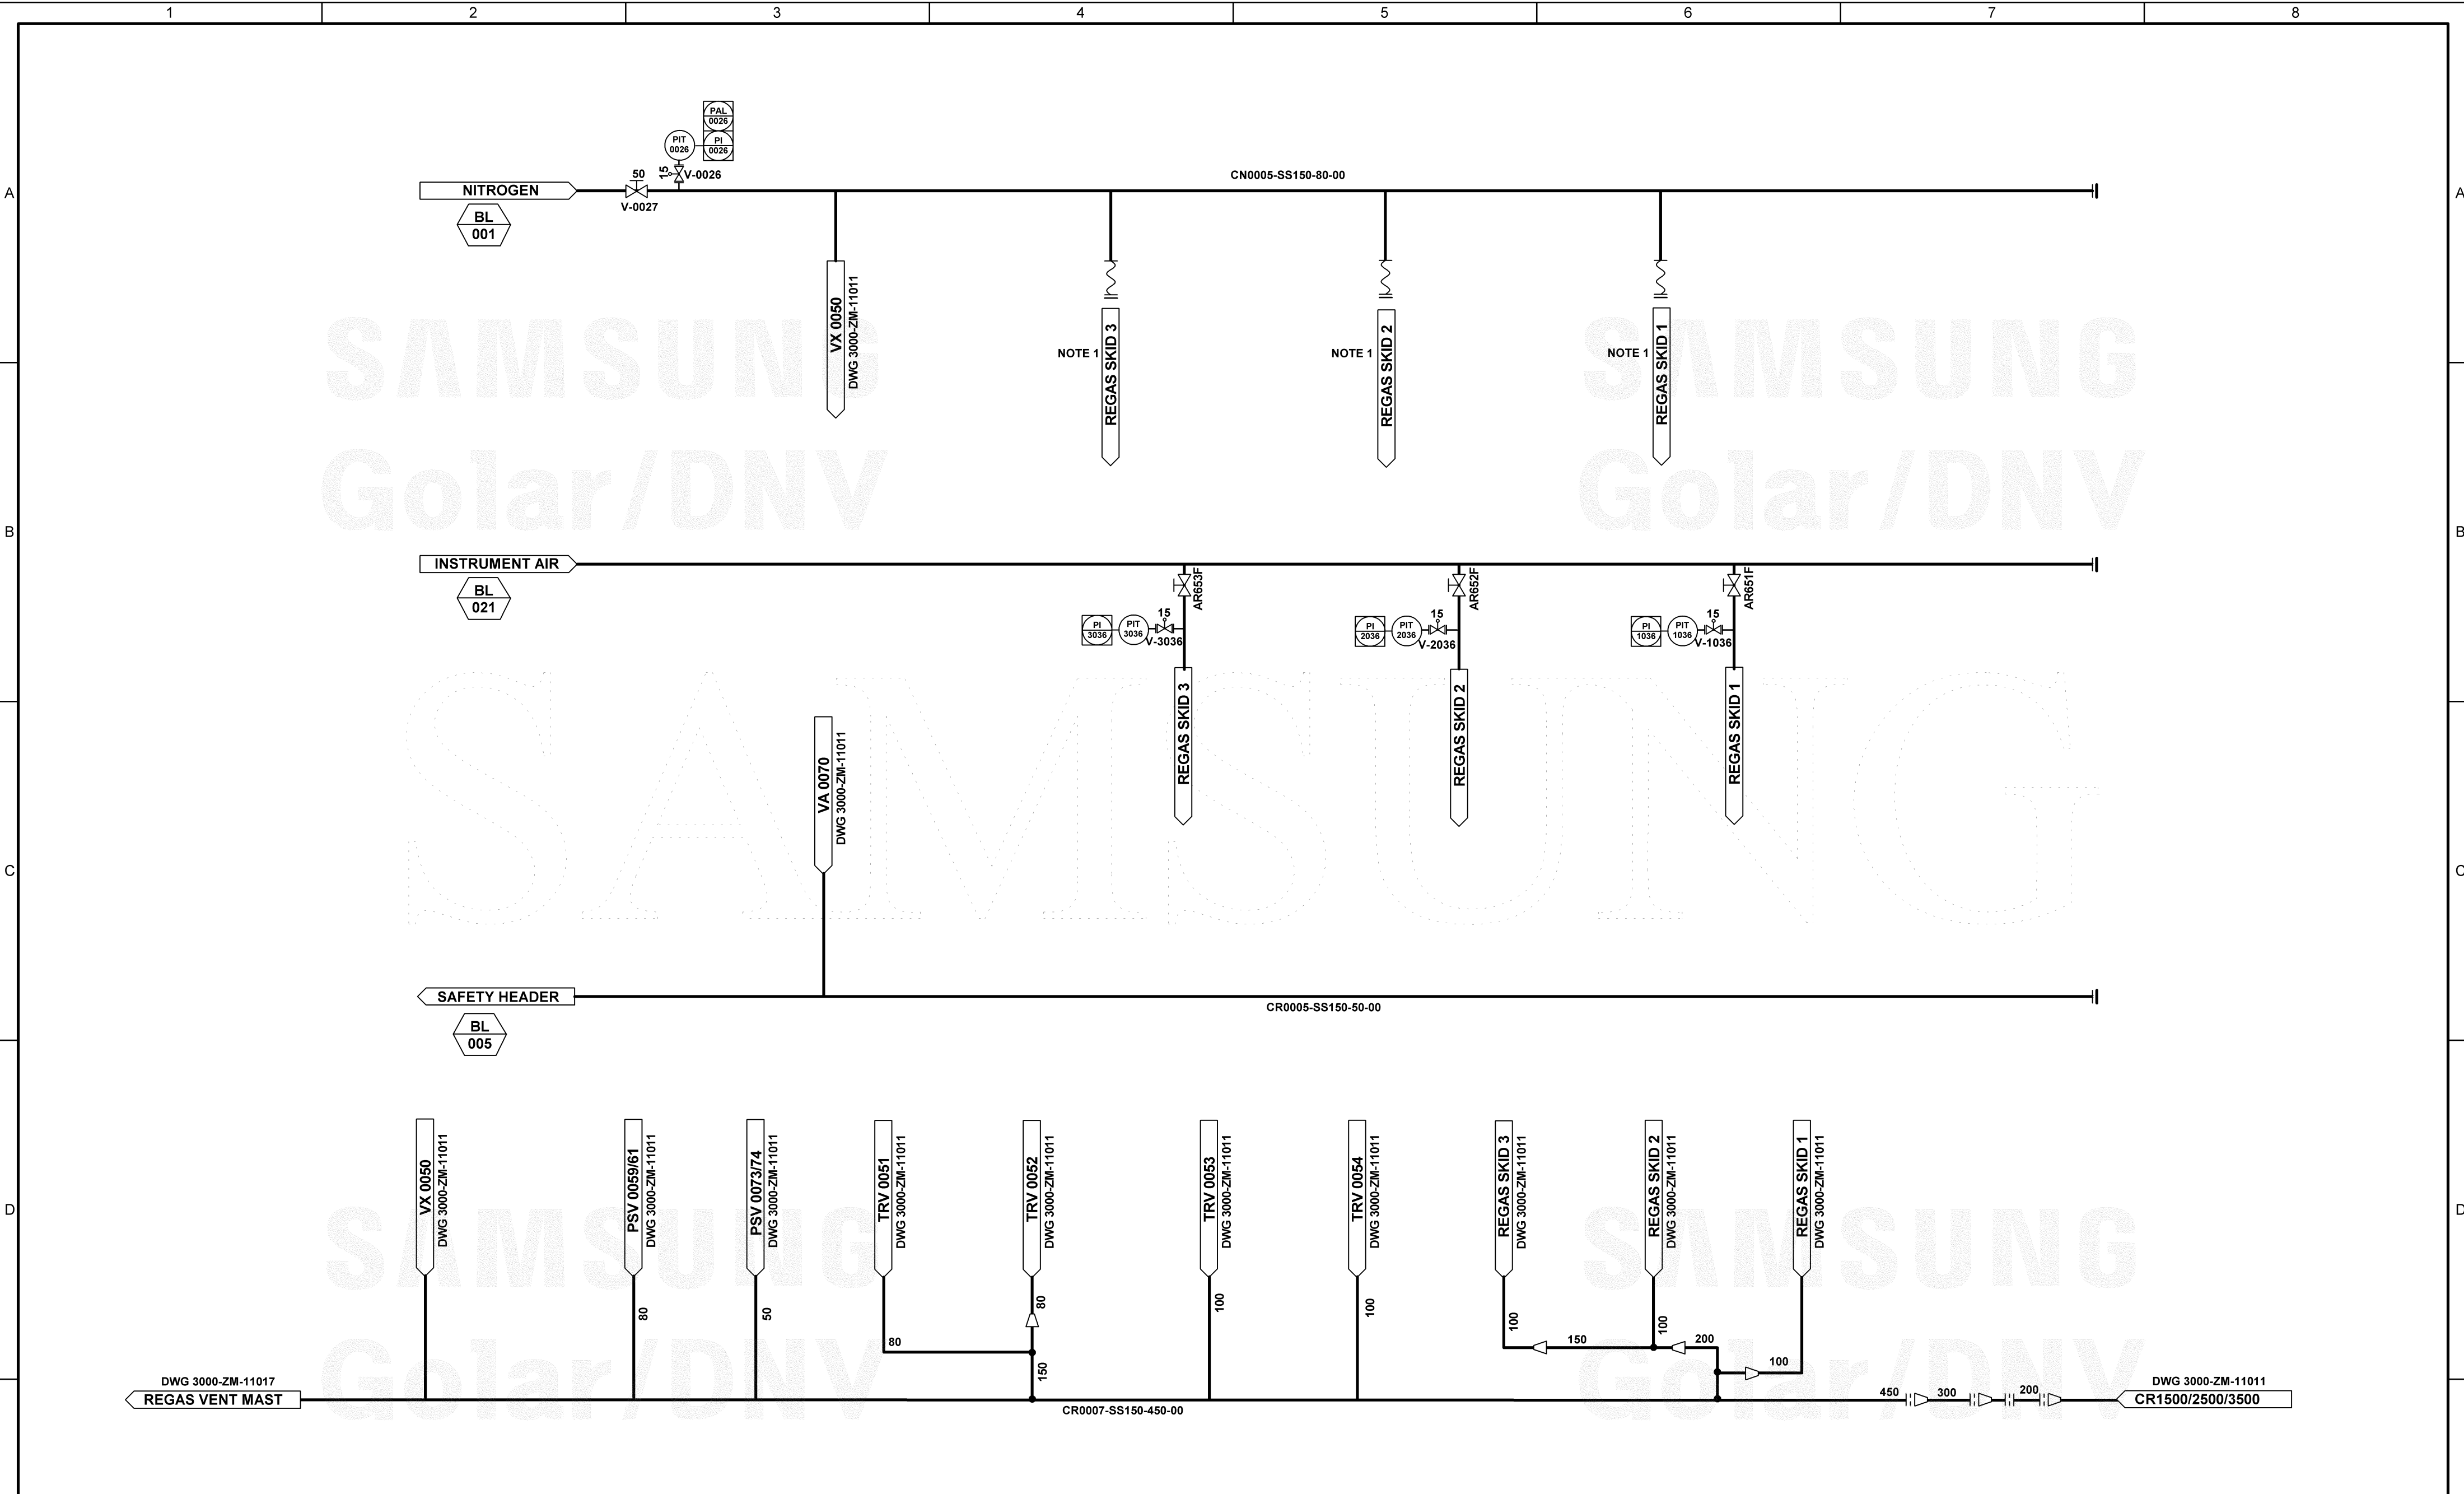 1 2 3 4 5 6 7 8
PAL
0026
PIT
0026
PI
0026
50
15
V-0026
V-0027
A
NITROGEN
CN0005-SS150-80-00
A
BL
001
VX 0050
DWG 3000-ZM-11011
NOTE 1
REGAS SKID 3
NOTE 1
REGAS SKID 2
NOTE 1
REGAS SKID 1
SAMSUNG
Golar/DNV
SAMSUNG
Golar/DNV
B
B
INSTRUMENT AIR
BL
021
AR653F
AR652F
AR651F
PI
3036
PIT
3036
15
V-3036
PI
2036
PIT
2036
15
V-2036
PI
1036
PIT
1036
15
V-1036
REGAS SKID 3
REGAS SKID 2
REGAS SKID 1
SAMSUNG
VA 0070
DWG 3000-ZM-11011
C
C
SAFETY HEADER
CR0005-SS150-50-00
BL
005
VX 0050
DWG 3000-ZM-11011
PSV 0059/61
DWG 3000-ZM-11011
PSV 0073/74
DWG 3000-ZM-11011
TRV 0051
DWG 3000-ZM-11011
TRV 0052
DWG 3000-ZM-11011
TRV 0053
DWG 3000-ZM-11011
TRV 0054
DWG 3000-ZM-11011
REGAS SKID 3
DWG 3000-ZM-11011
REGAS SKID 2
DWG 3000-ZM-11011
REGAS SKID 1
DWG 3000-ZM-11011
D
D
SAMSUNG
Golar/DNV
SAMSUNG
Golar/DNV
80
50
80
80
150
100
100
100
150
100
200
100
DWG 3000-ZM-11017
REGAS VENT MAST
CR0007-SS150-450-00
450
300
200
DWG 3000-ZM-11011
CR1500/2500/3500